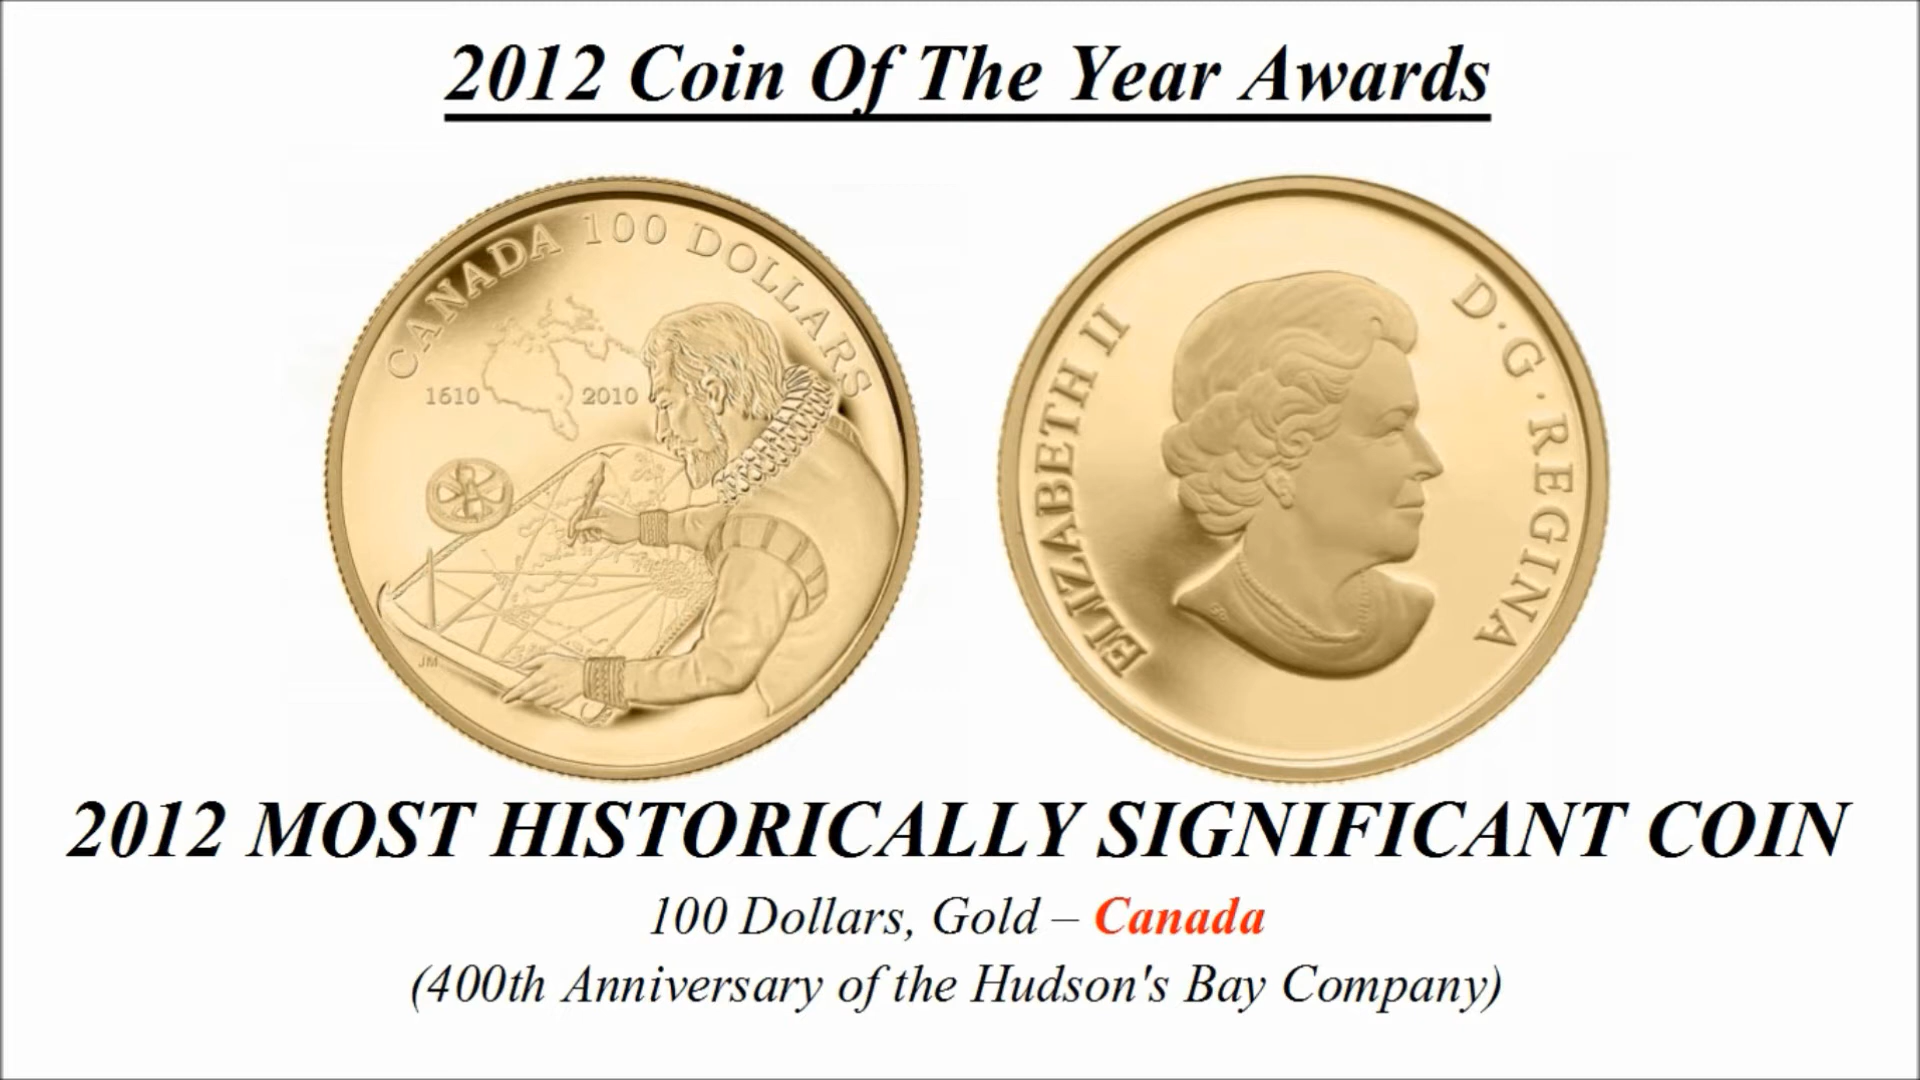 2012 Coin Of The Year Awards
CANADA 100 DOLLARS
1610 2010
JM
ELIZABETH II
D·G·REGINA
2012 MOST HISTORICALLY SIGNIFICANT COIN
100 Dollars, Gold – Canada
(400th Anniversary of the Hudson's Bay Company)